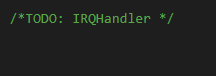 /*TODO: IRQHandler */